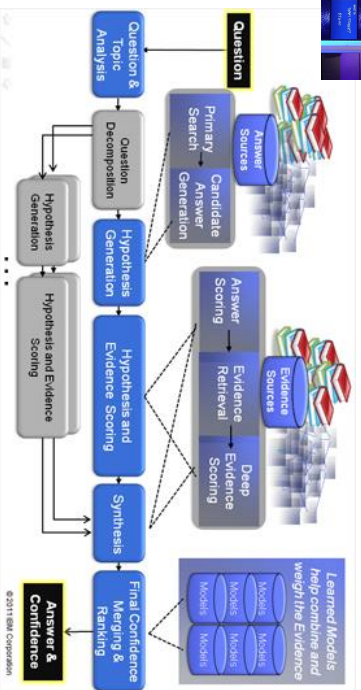 Question
Answer
Sources
Primary
Search
Candidate
Answer
Generation
Evidence
Sources
Answer
Scoring
Evidence
Retrieval
Deep
Evidence
Scoring
Learned Models
help combine and
weigh the Evidence
Models
Models
Models
Models
Models
Models
Question &
Topic
Analysis
Question
Decomposition
Hypothesis
Generation
Hypothesis and
Evidence Scoring
Synthesis
Final Confidence
Merging &
Ranking
Hypothesis
Generation
Hypothesis and Evidence
Scoring
Answer &
Confidence
...
© 2011 IBM Corporation